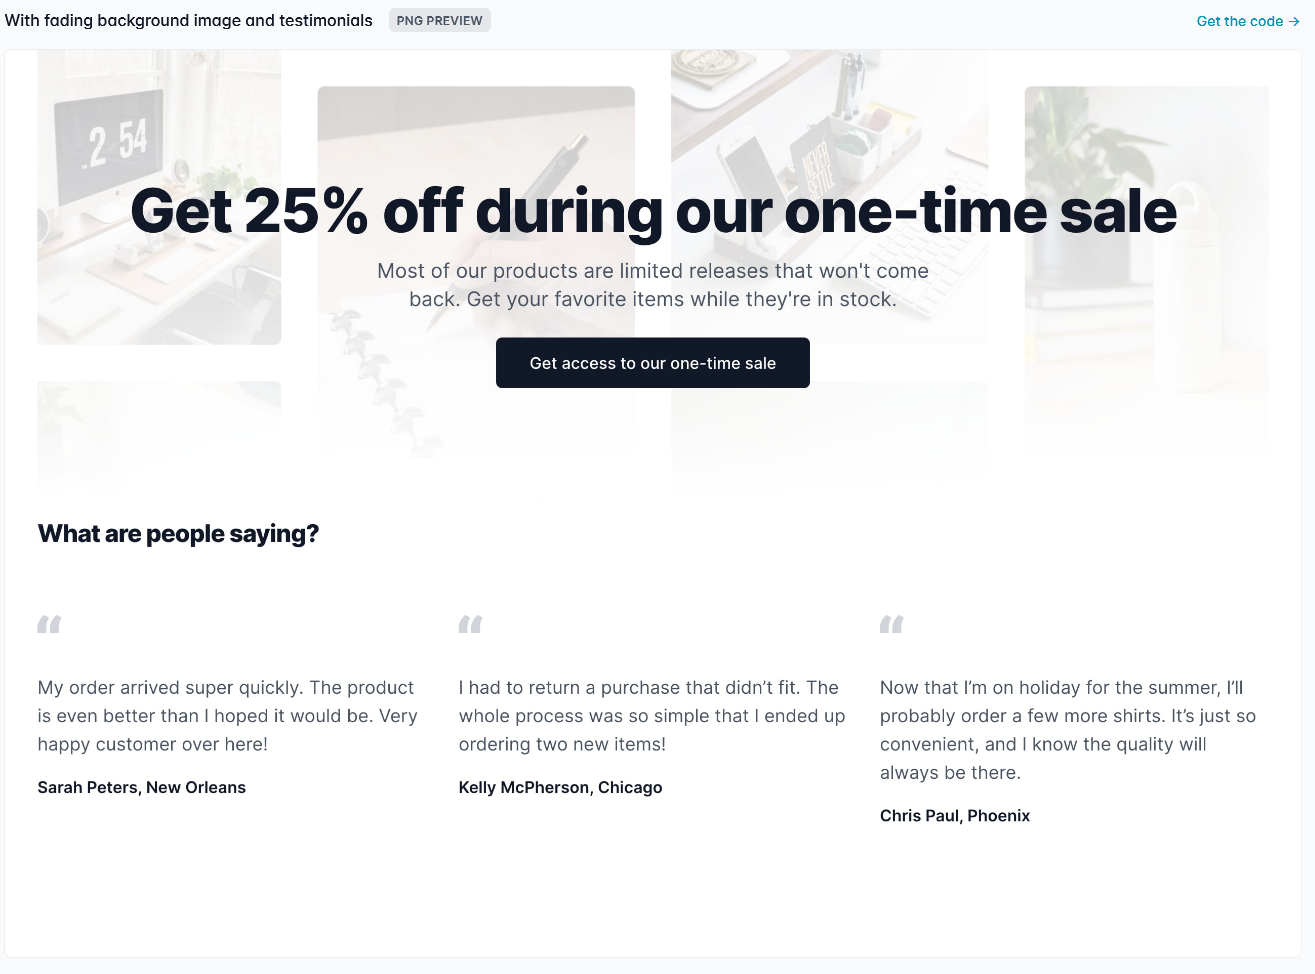 With fading background image and testimonials PNG PREVIEW Get the code →
2 54
NEVER
SETTLE
Get 25% off during our one-time sale
Most of our products are limited releases that won't come
back. Get your favorite items while they're in stock.
Get access to our one-time sale
What are people saying?
“ “ “
My order arrived super quickly. The product
is even better than I hoped it would be. Very
happy customer over here!
Sarah Peters, New Orleans
I had to return a purchase that didn’t fit. The
whole process was so simple that I ended up
ordering two new items!
Kelly McPherson, Chicago
Now that I’m on holiday for the summer, I’ll
probably order a few more shirts. It’s just so
convenient, and I know the quality will
always be there.
Chris Paul, Phoenix